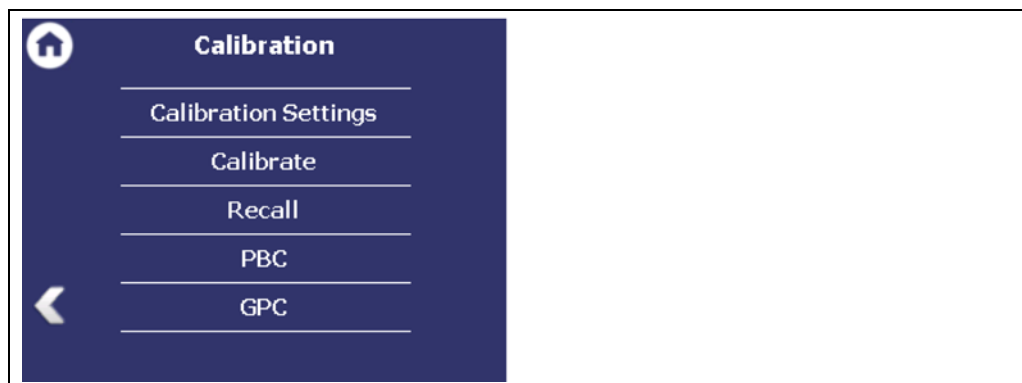 Calibration
Calibration Settings
Calibrate
Recall
PBC
GPC